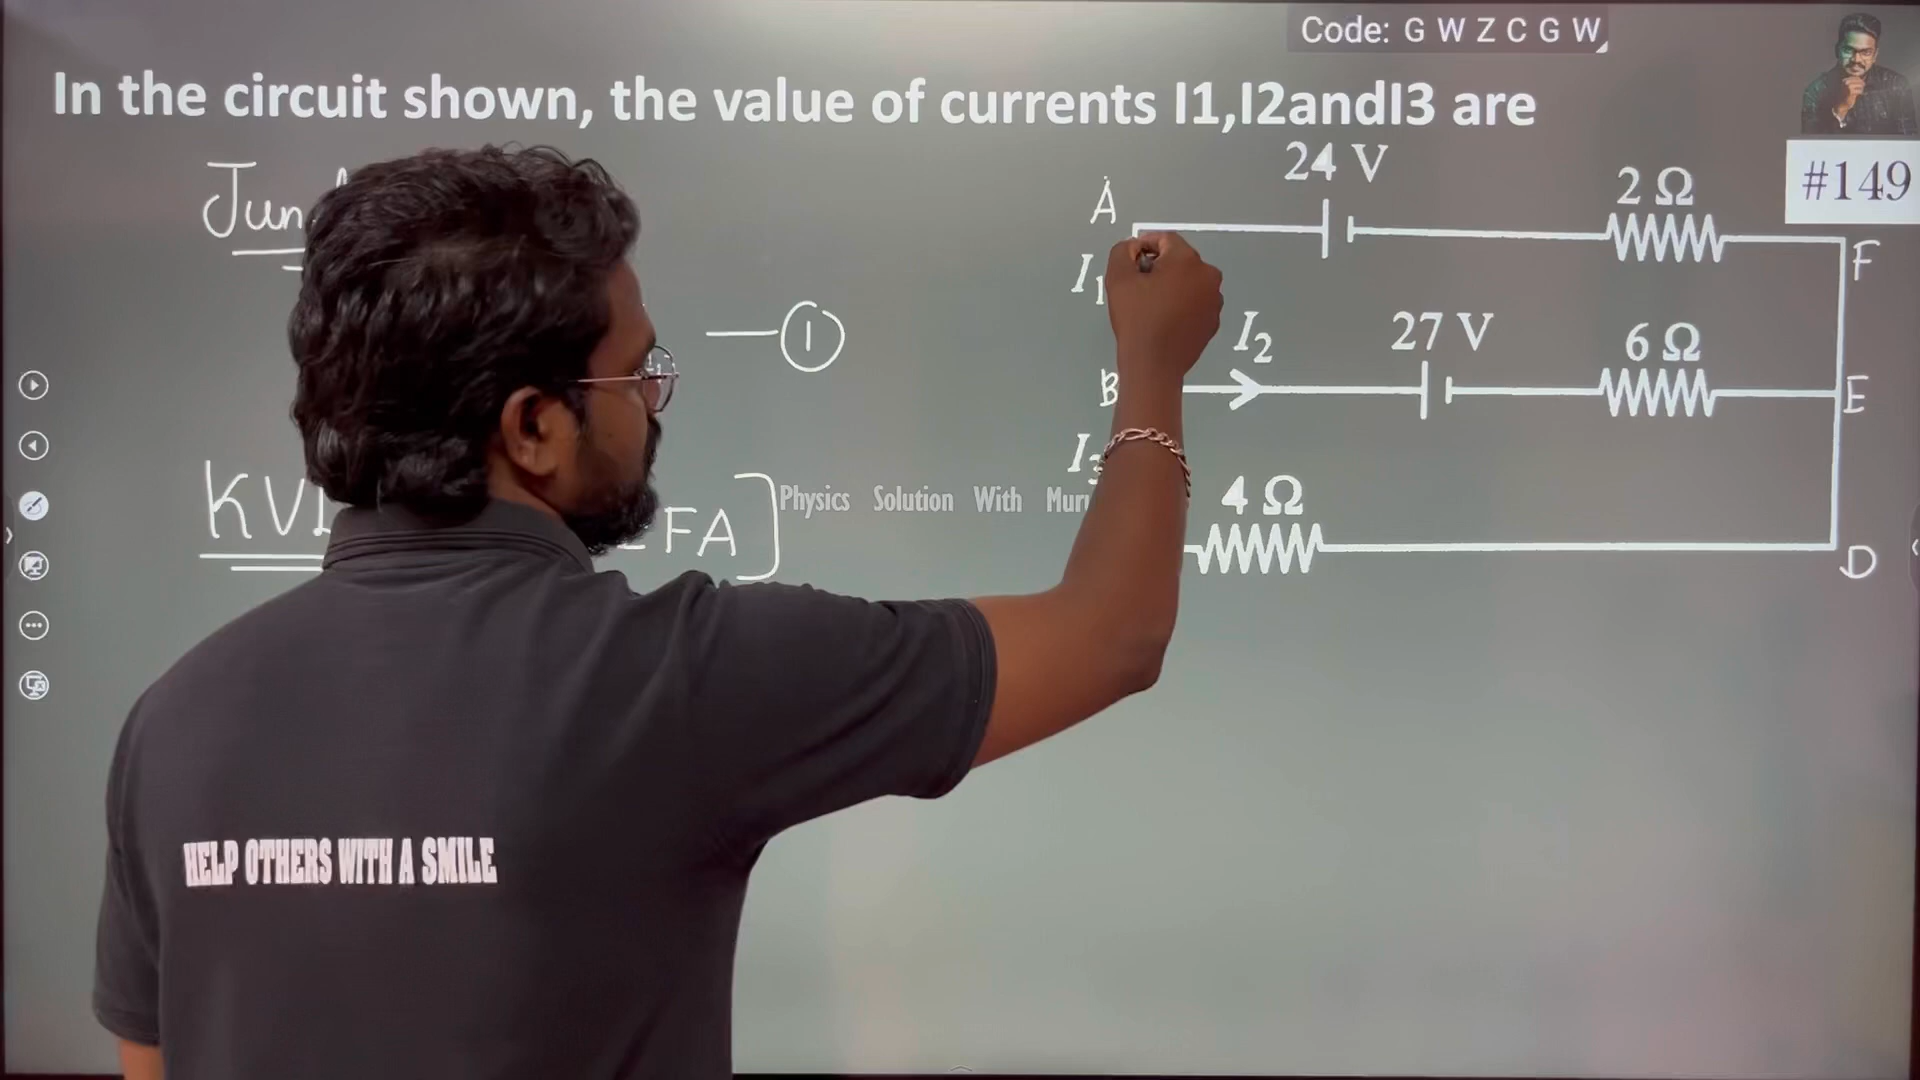 Code: G W Z C G W
In the circuit shown, the value of currents I1,I2andI3 are
#149
24 V
2 Ω
A
F
I1
I2
27 V
6 Ω
B
E
1
4 Ω
FA]
Physics Solution With
D
HELP OTHERS WITH A SMILE